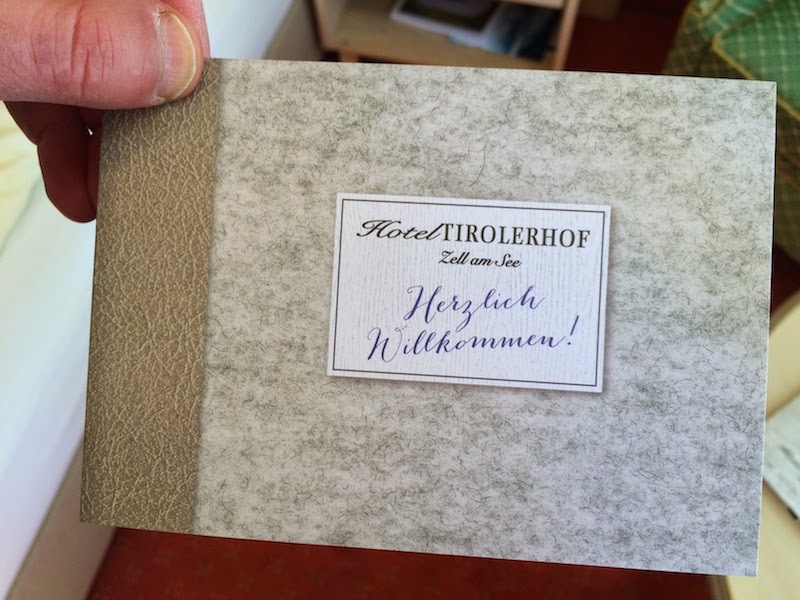 Hotel TIROLERHOF
Zell am See
Herzlich
Willkommen!